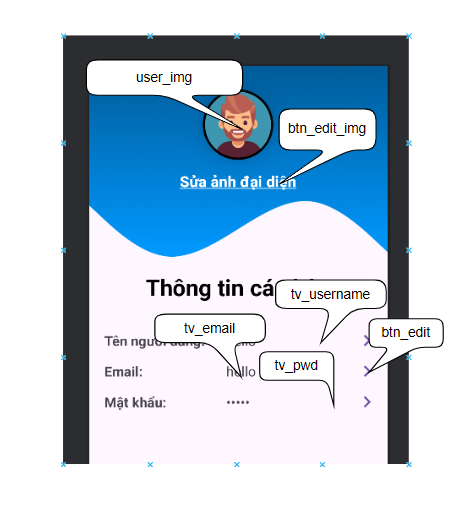 user_img
btn_edit_img
Sửa ảnh đại diện
Thông tin cá
tv_username
tv_email
btn_edit
Tên người dùng:
tv_pwd
Email:
hello
Mật khẩu:
•••••